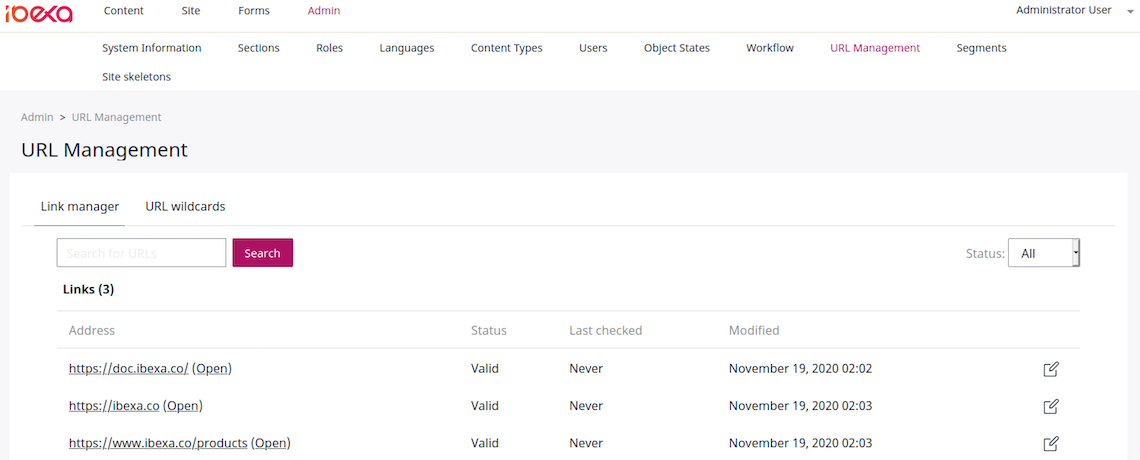 ibexa Content Site Forms Admin Administrator User
System Information Sections Roles Languages Content Types Users Object States Workflow URL Management Segments
Site skeletons
Admin > URL Management
URL Management
Link manager URL wildcards
Search for URLs Search Status: All
Links (3)
Address Status Last checked Modified
https://doc.ibexa.co/ (Open) Valid Never November 19, 2020 02:02
https://ibexa.co (Open) Valid Never November 19, 2020 02:03
https://www.ibexa.co/products (Open) Valid Never November 19, 2020 02:03